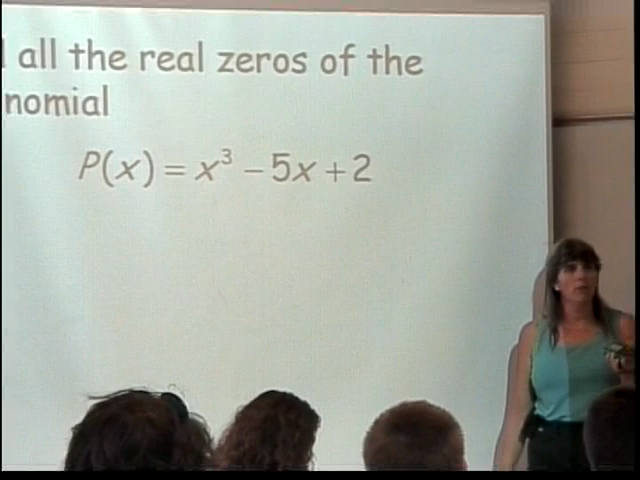 all the real zeros of the
nomial
P(x) = x³ – 5x + 2